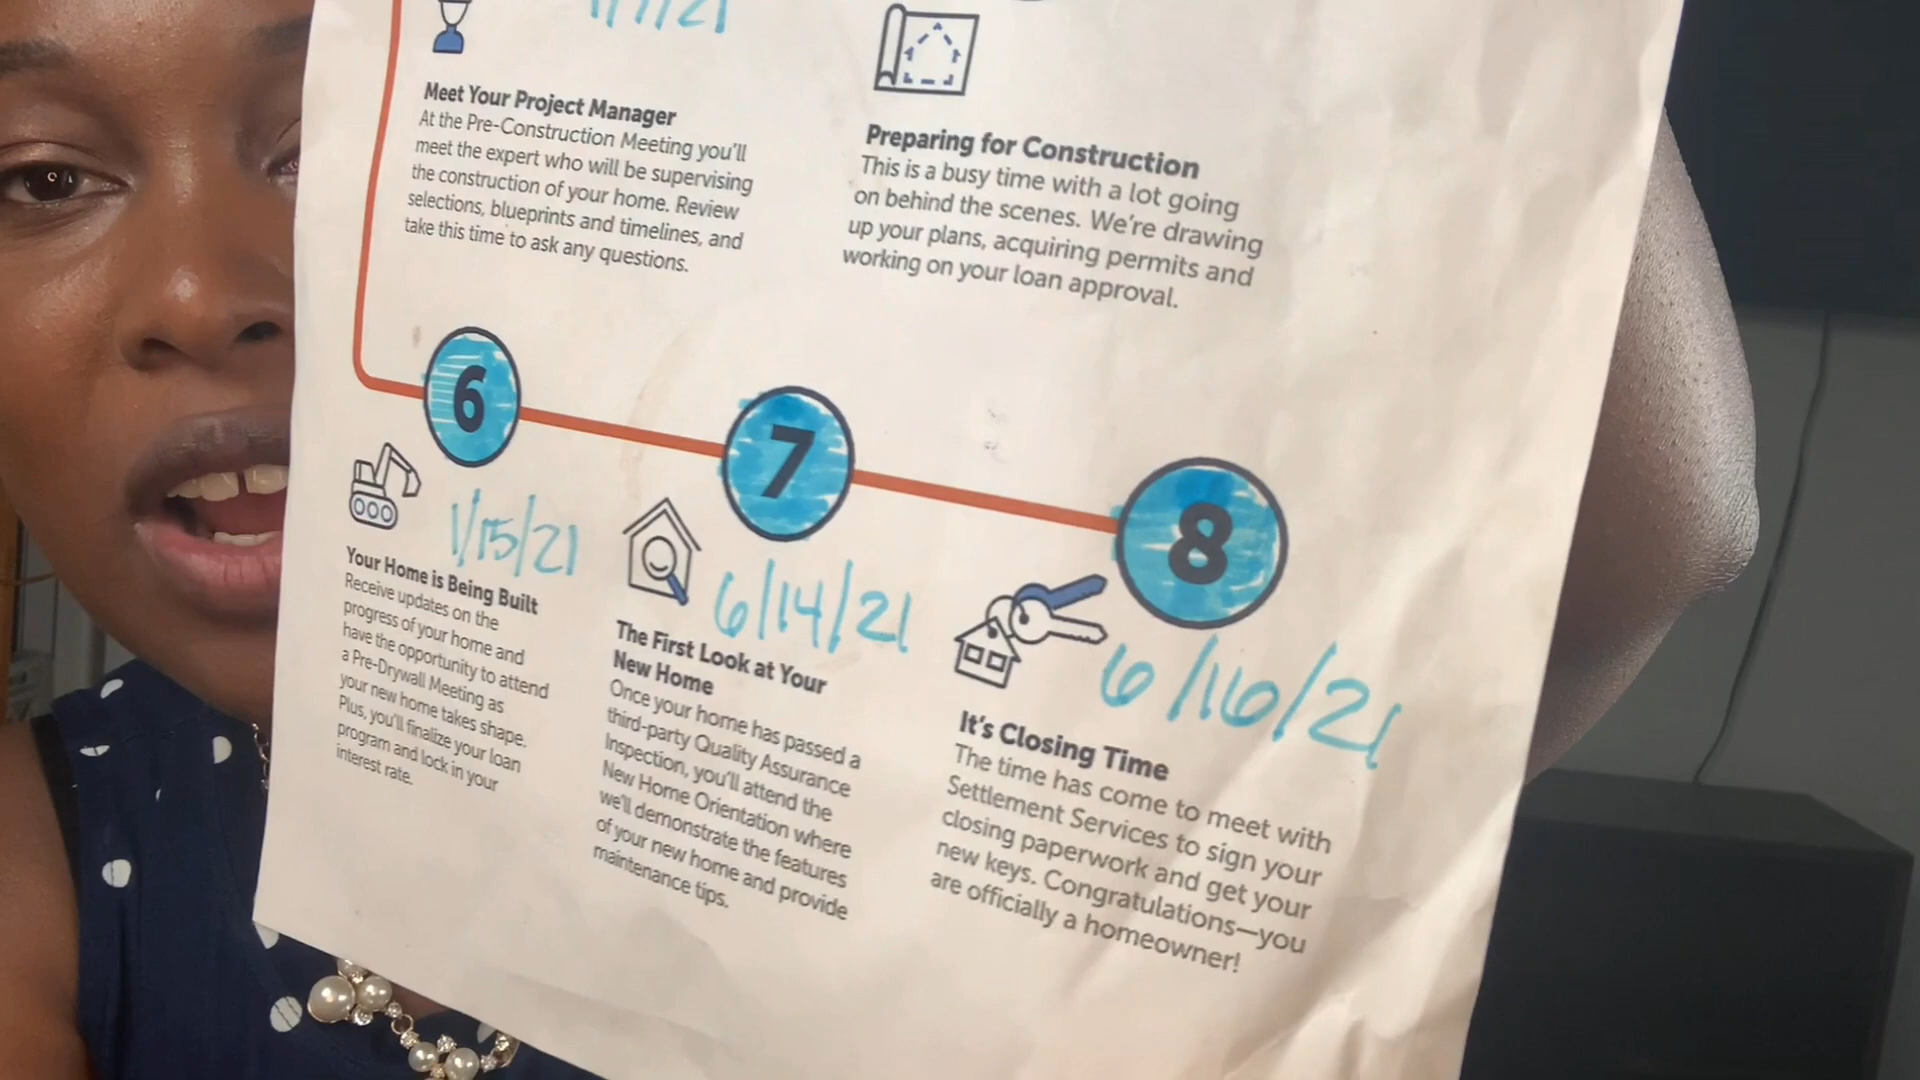 Meet Your Project Manager
At the Pre-Construction Meeting you'll
meet the expert who will be supervising
the construction of your home. Review
selections, blueprints and timelines, and
take this time to ask any questions.
Preparing for Construction
This is a busy time with a lot going
on behind the scenes. We're drawing
up your plans, acquiring permits and
working on your loan approval.
6
1/15/21
Your Home is Being Built
Receive updates on the
progress of your home and
have the opportunity to attend
a Pre-Drywall Meeting as
your new home takes shape.
Plus, you'll finalize your loan
program and lock in your
interest rate.
7
6/14/21
The First Look at Your
New Home
Once your home has passed a
third-party Quality Assurance
Inspection, you'll attend the
New Home Orientation where
we'll demonstrate the features
of your new home and provide
maintenance tips.
8
6/16/21
It's Closing Time
The time has come to meet with
Settlement Services to sign your
closing paperwork and get your
new keys. Congratulations—you
are officially a homeowner!